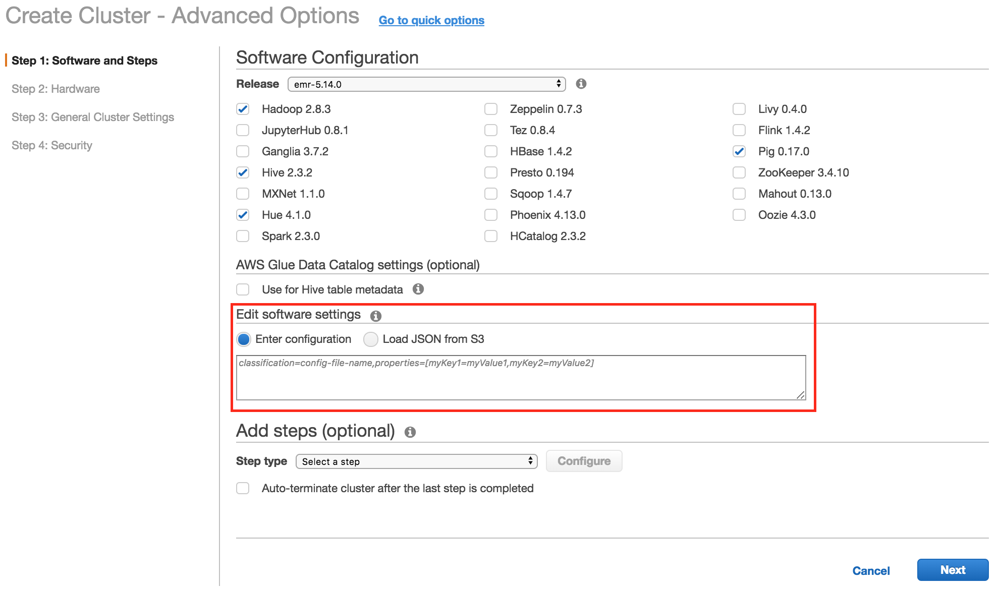 Create Cluster - Advanced Options Go to quick options
Step 1: Software and Steps
Step 2: Hardware
Step 3: General Cluster Settings
Step 4: Security
Software Configuration
Release emr-5.14.0
Hadoop 2.8.3 Zeppelin 0.7.3 Livy 0.4.0
JupyterHub 0.8.1 Tez 0.8.4 Flink 1.4.2
Ganglia 3.7.2 HBase 1.4.2 Pig 0.17.0
Hive 2.3.2 Presto 0.194 ZooKeeper 3.4.10
MXNet 1.1.0 Sqoop 1.4.7 Mahout 0.13.0
Hue 4.1.0 Phoenix 4.13.0 Oozie 4.3.0
Spark 2.3.0 HCatalog 2.3.2
AWS Glue Data Catalog settings (optional)
Use for Hive table metadata
Edit software settings
Enter configuration Load JSON from S3
classification=config-file-name,properties=[myKey1=myValue1,myKey2=myValue2]
Add steps (optional)
Step type Select a step Configure
Auto-terminate cluster after the last step is completed
Cancel Next